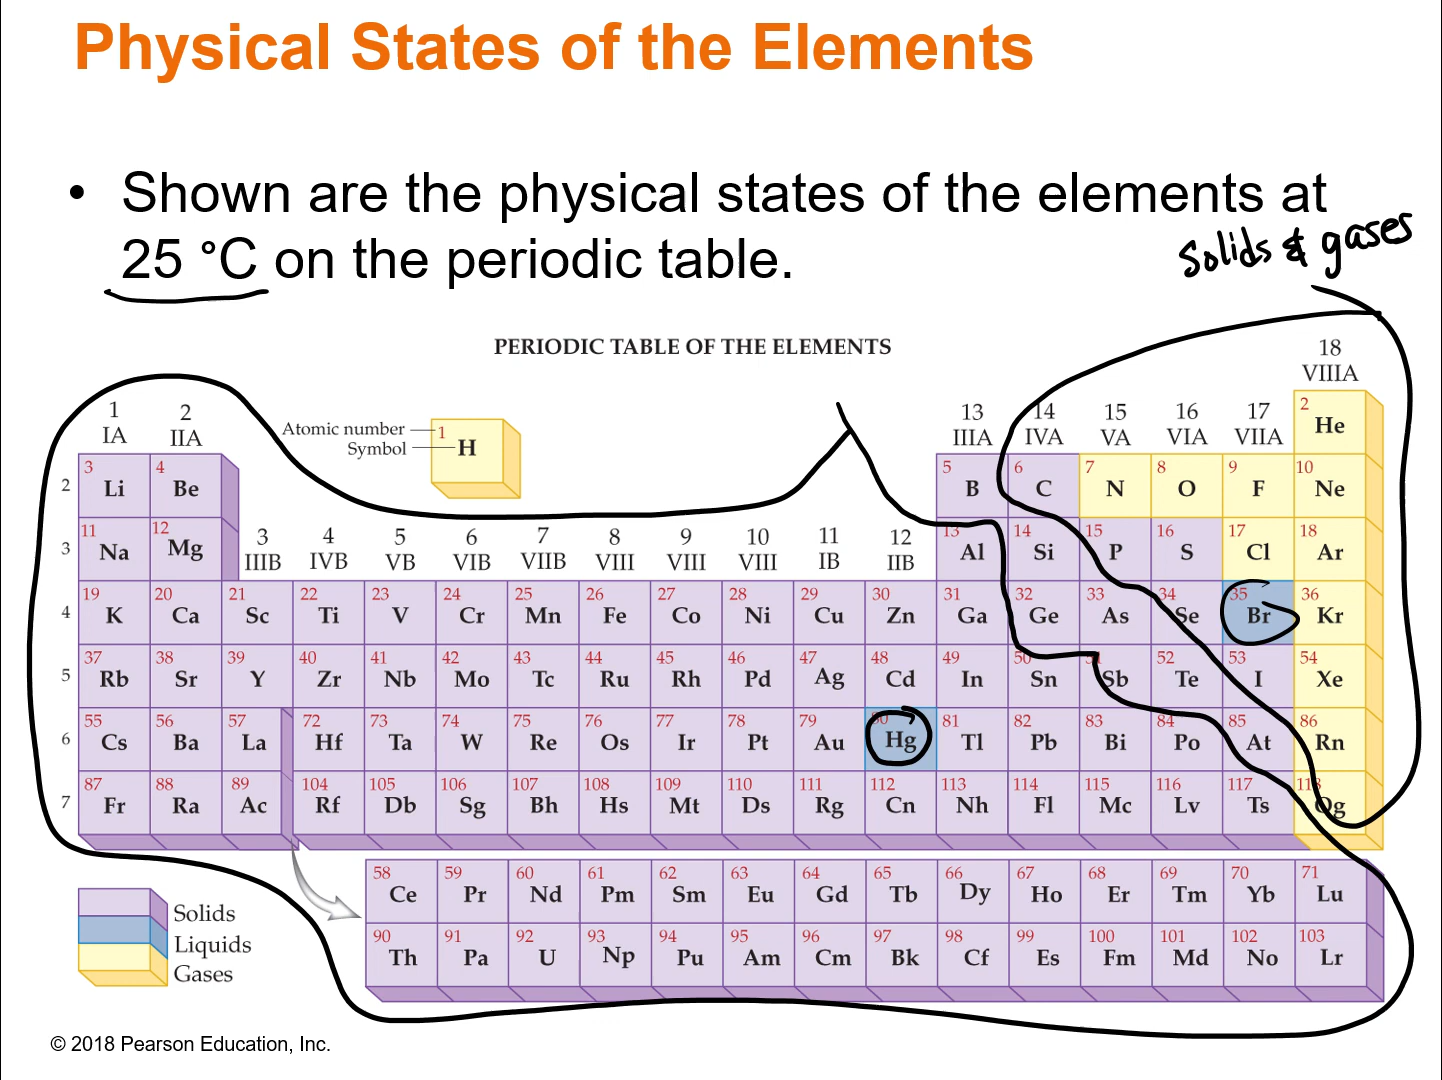 Physical States of the Elements
• Shown are the physical states of the elements at
25 °C on the periodic table.
Solids & gases
PERIODIC TABLE OF THE ELEMENTS
18
VIIIA
1 2 13 14 15 16 17
IA IIA IIIA IVA VA VIA VIIA
Atomic number
Symbol
1
H
2
He
2
3 4 5 6 7 8 9 10
Li Be B C N O F Ne
3
11 12 13 14 15 16 17 18
Na Mg Al Si P S Cl Ar
3 4 5 6 7 8 9 10 11 12
IIIB IVB VB VIB VIIB VIII VIII VIII IB IIB
4
19 20 21 22 23 24 25 26 27 28 29 30 31 32 33 34 35 36
K Ca Sc Ti V Cr Mn Fe Co Ni Cu Zn Ga Ge As Se Br Kr
5
37 38 39 40 41 42 43 44 45 46 47 48 49 50 51 52 53 54
Rb Sr Y Zr Nb Mo Tc Ru Rh Pd Ag Cd In Sn Sb Te I Xe
6
55 56 57 72 73 74 75 76 77 78 79 80 81 82 83 84 85 86
Cs Ba La Hf Ta W Re Os Ir Pt Au Hg Tl Pb Bi Po At Rn
7
87 88 89 104 105 106 107 108 109 110 111 112 113 114 115 116 117 118
Fr Ra Ac Rf Db Sg Bh Hs Mt Ds Rg Cn Nh Fl Mc Lv Ts Og
58 59 60 61 62 63 64 65 66 67 68 69 70 71
Ce Pr Nd Pm Sm Eu Gd Tb Dy Ho Er Tm Yb Lu
90 91 92 93 94 95 96 97 98 99 100 101 102 103
Th Pa U Np Pu Am Cm Bk Cf Es Fm Md No Lr
Solids
Liquids
Gases
© 2018 Pearson Education, Inc.